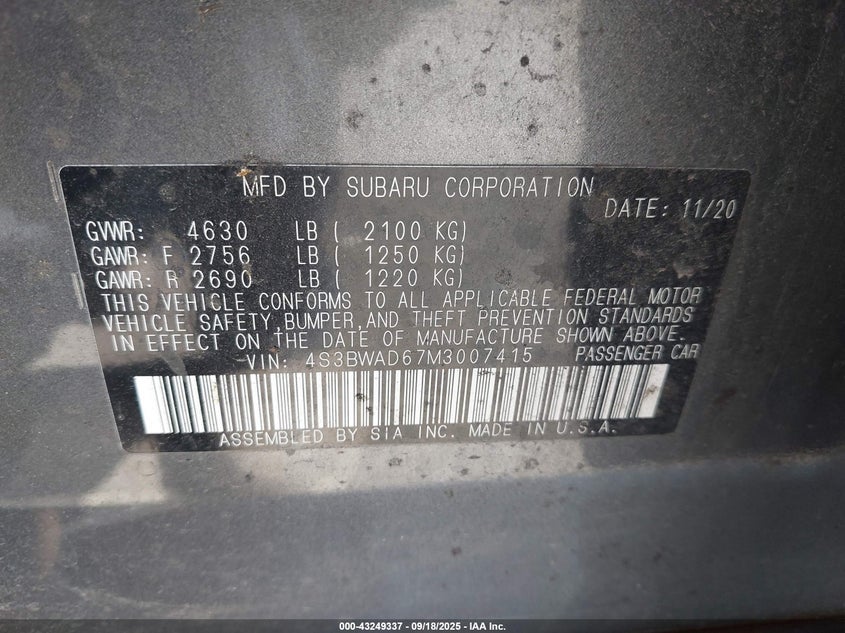 MFD BY SUBARU CORPORATION
DATE: 11/20
GVWR: 4630 LB ( 2100 KG)
GAWR: F 2756 LB ( 1250 KG)
GAWR: R 2690 LB ( 1220 KG)
THIS VEHICLE CONFORMS TO ALL APPLICABLE FEDERAL MOTOR
VEHICLE SAFETY, BUMPER, AND THEFT PREVENTION STANDARDS
IN EFFECT ON THE DATE OF MANUFACTURE SHOWN ABOVE.
VIN: 4S3BWAD67M3007415 PASSENGER CAR
ASSEMBLED BY SIA INC. MADE IN U.S.A.
000-43249337 - 09/18/2025 - IAA Inc.